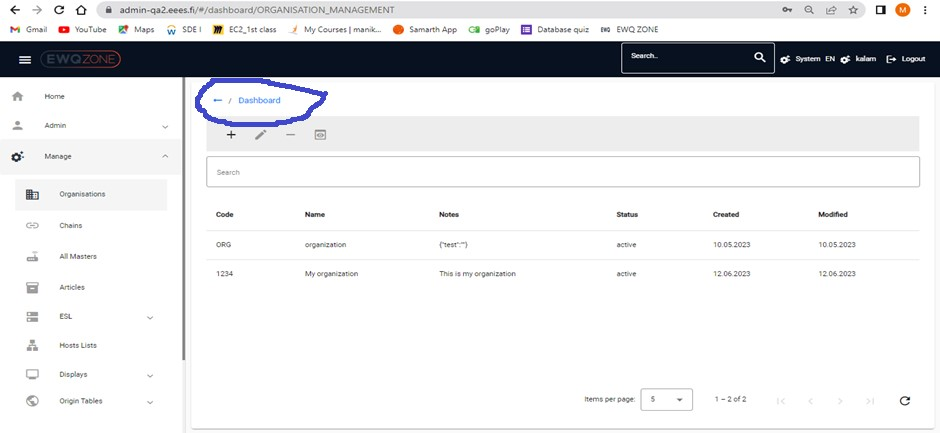 admin-qa2.eees.fi/#/dashboard/ORGANISATION_MANAGEMENT
M
Gmail YouTube Maps SDE I EC2_1st class My Courses | manik... Samarth App goPlay Database quiz EWQ EWQ ZONE
EWQ ZONE Search... System EN kalam Logout
Home
Admin
Manage
Organisations
Chains
All Masters
Articles
ESL
Hosts Lists
Displays
Origin Tables
← / Dashboard
Search
Code Name Notes Status Created Modified
ORG organization {"test":""} active 10.05.2023 10.05.2023
1234 My organization This is my organization active 12.06.2023 12.06.2023
Items per page: 5 1 – 2 of 2